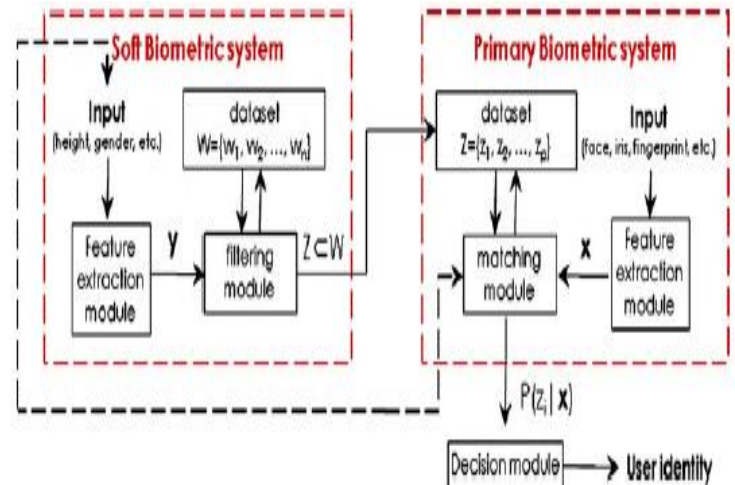 Soft Biometric system
Input
(height, gender, etc.)
dataset
W={w₁, w₂, ..., wₙ}
Feature
extraction
module
y
filtering
module
Z⊂W
Primary Biometric system
dataset
Z={z₁, z₂, ..., zₚ}
Input
(face, iris, fingerprint, etc.)
matching
module
x
Feature
extraction
module
P(zᵢ | x)
Decision module
User identity